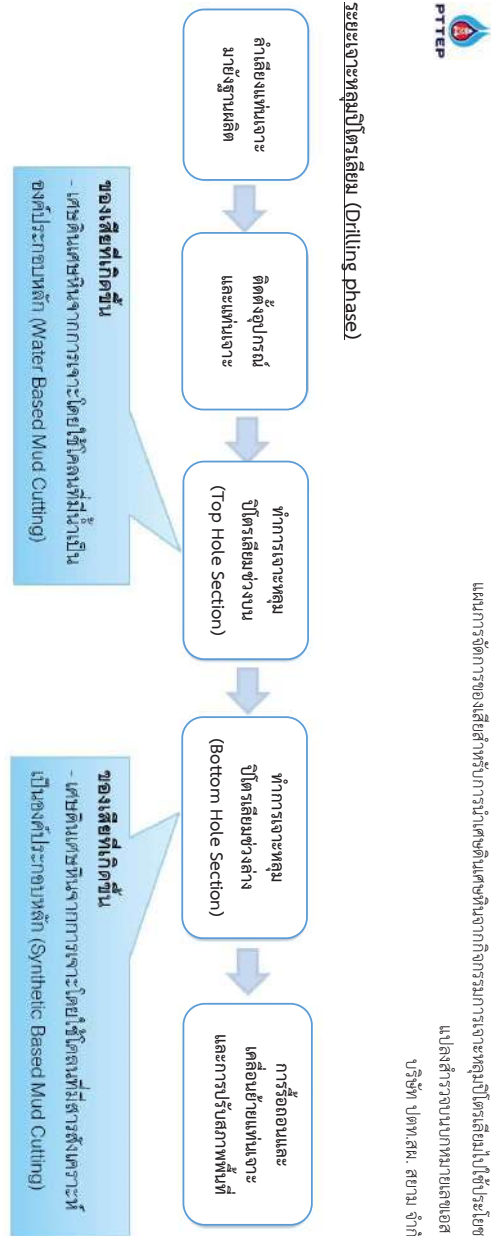 PTTEP
แผนการจัดการของเสียสำหรับการนำเศษดินเศษหินจากกิจกรรมการเจาะหลุมปิโตรเลียมไปใช้ประโยช
แปลงสำรวจบนบกหมายเลขเอส
บริษัท ปตท.สผ. สยาม จำกั
ระยะเจาะหลุมปิโตรเลียม (Drilling phase)
ลำเลียงแท่นเจาะ
มายังฐานผลิต
ติดตั้งอุปกรณ์
และแท่นเจาะ
ทำการเจาะหลุม
ปิโตรเลียมช่วงบน
(Top Hole Section)
ทำการเจาะหลุม
ปิโตรเลียมช่วงล่าง
(Bottom Hole Section)
การรื้อถอนและ
เคลื่อนย้ายแท่นเจาะ
และการปรับสภาพพื้นที่
ของเสียที่เกิดขึ้น
- เศษดินเศษหินจากการเจาะโดยใช้โคลนที่มีน้ำเป็น
องค์ประกอบหลัก (Water Based Mud Cutting)
ของเสียที่เกิดขึ้น
- เศษดินเศษหินจากการเจาะโดยใช้โคลนที่มีสารสังเคราะห์
เป็นองค์ประกอบหลัก (Synthetic Based Mud Cutting)